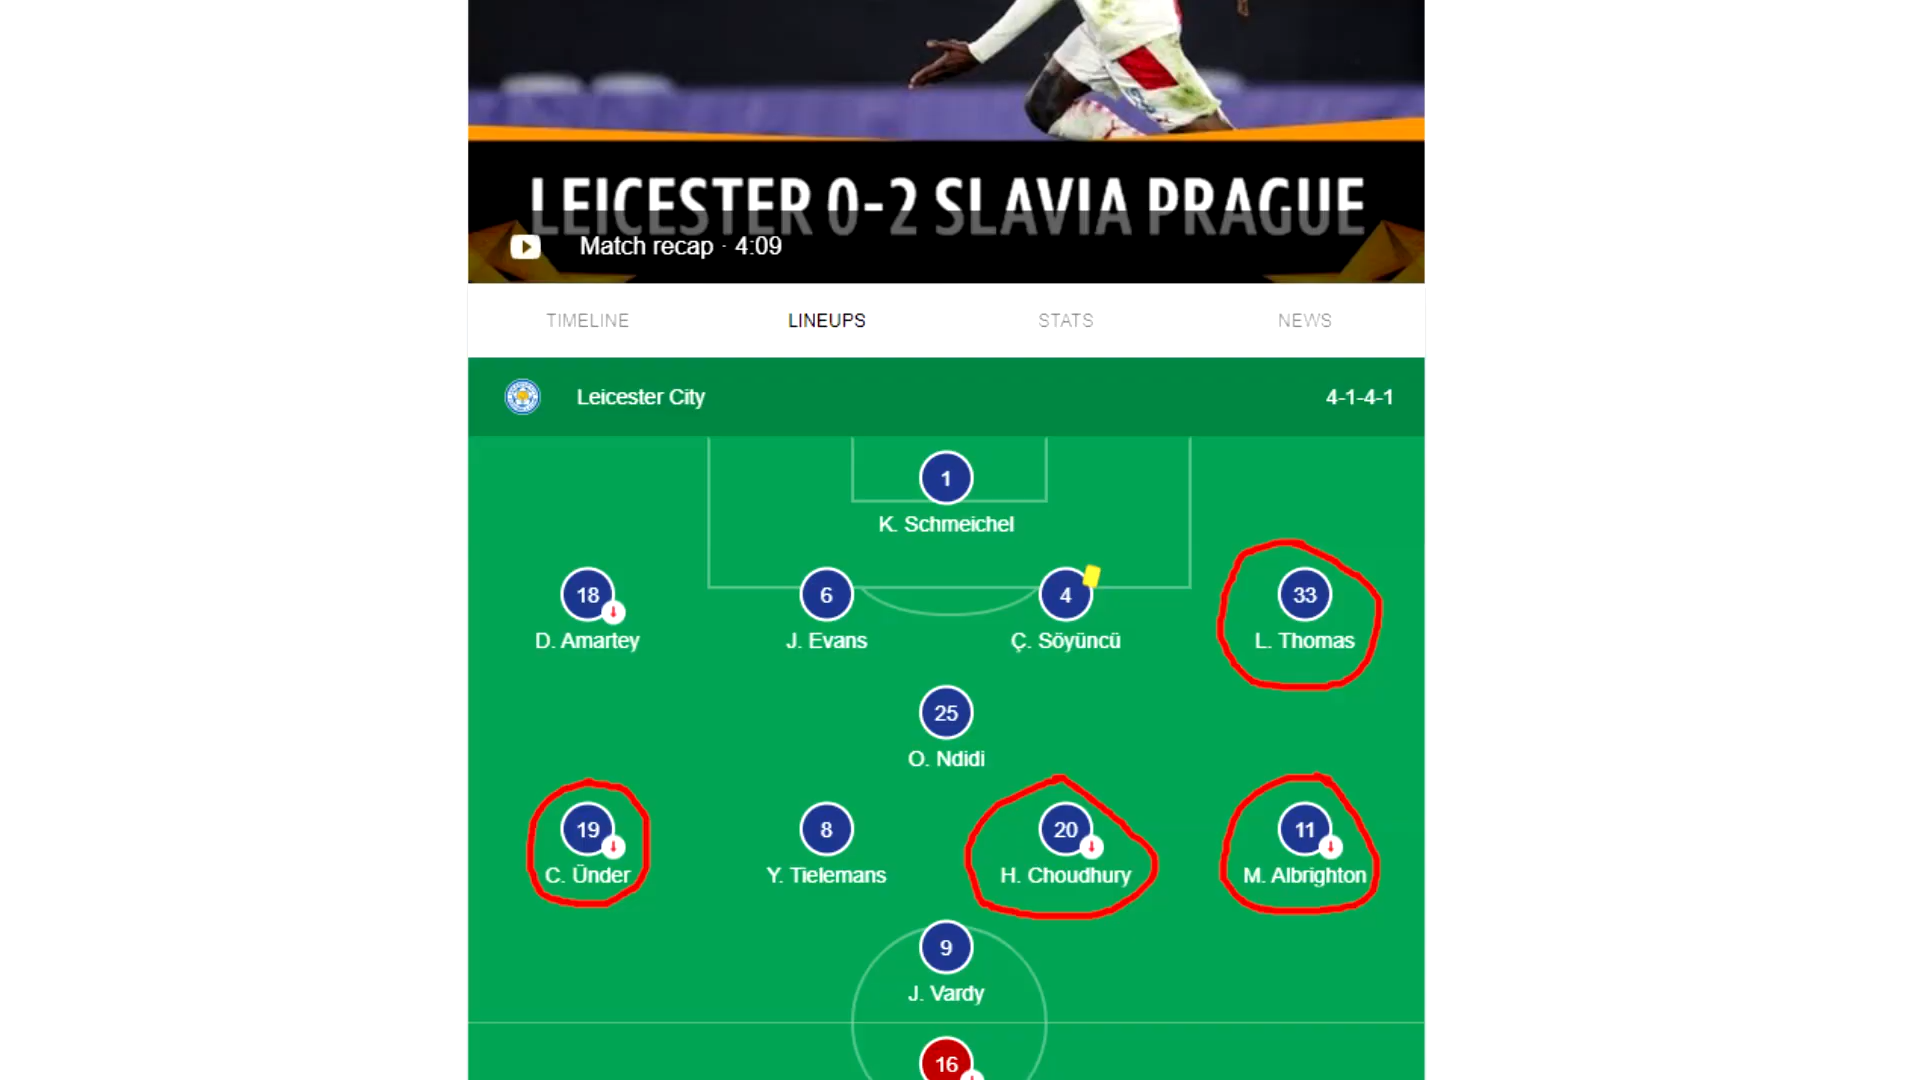 LEICESTER 0-2 SLAVIA PRAGUE
Match recap · 4:09
TIMELINE LINEUPS STATS NEWS
Leicester City 4-1-4-1
1
K. Schmeichel
18 6 4 33
D. Amartey J. Evans Ç. Söyüncü L. Thomas
25
O. Ndidi
19 8 20 11
C. Ünder Y. Tielemans H. Choudhury M. Albrighton
9
J. Vardy
16